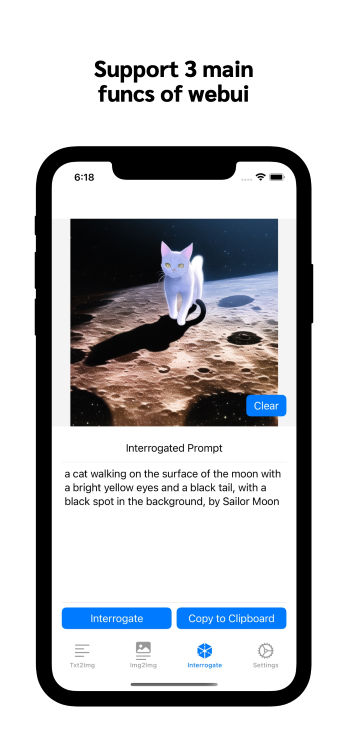 Support 3 main
funcs of webui
6:18
Clear
Interrogated Prompt
a cat walking on the surface of the moon with
a bright yellow eyes and a black tail, with a
black spot in the background, by Sailor Moon
Interrogate
Copy to Clipboard
Txt2Img
Img2Img
Interrogate
Settings